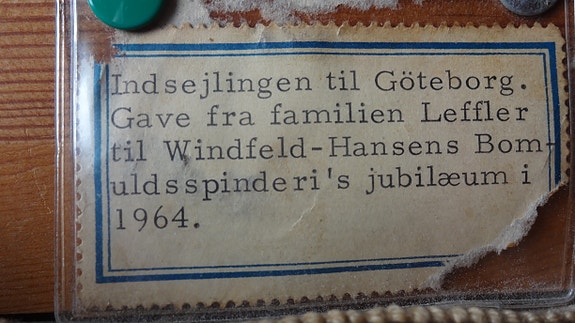 Indsejlingen til Göteborg.
Gave fra familien Leffler
til Windfeld-Hansens Bom-
uldsspinderi's jubilæum i
1964.